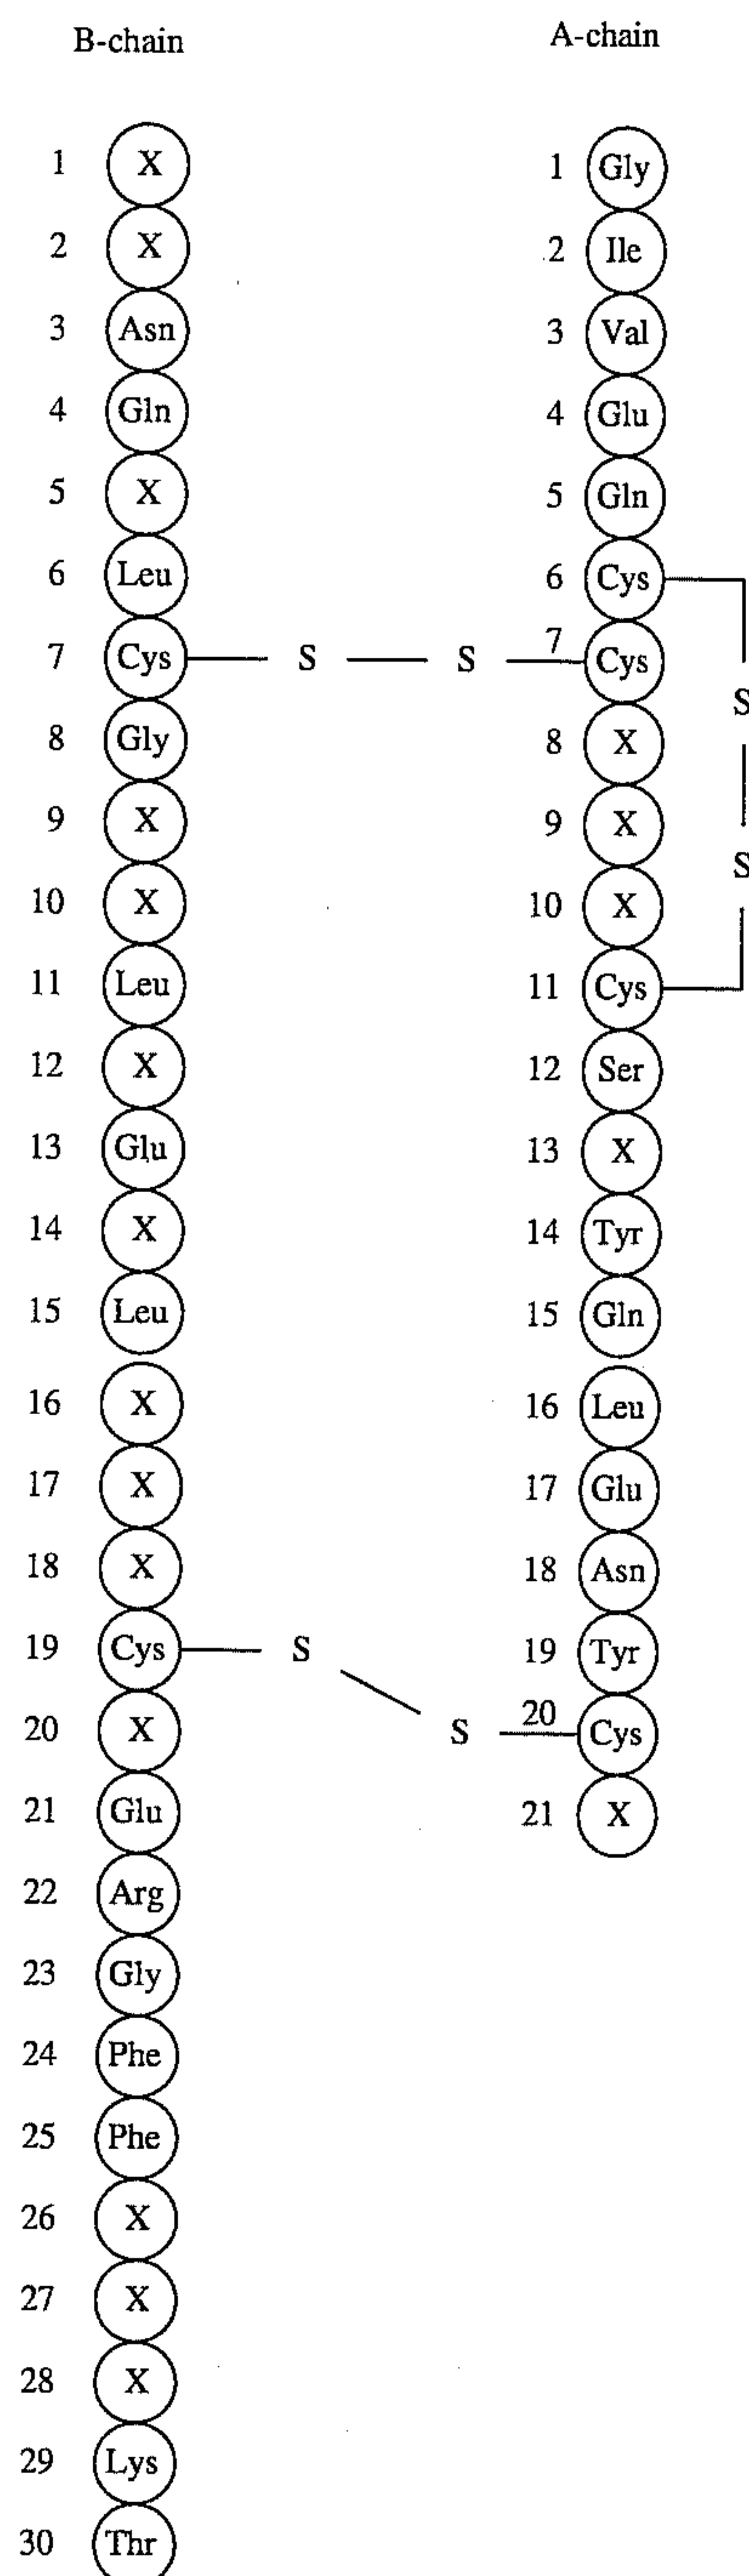 B-chain A-chain
1 X 1 Gly
2 X 2 Ile
3 Asn 3 Val
4 Gln 4 Glu
5 X 5 Gln
6 Leu 6 Cys
7 Cys S S 7 Cys
S
8 Gly 8 X
9 X 9 X
S
10 X 10 X
11 Leu 11 Cys
12 X 12 Ser
13 Glu 13 X
14 X 14 Tyr
15 Leu 15 Gln
16 X 16 Leu
17 X 17 Glu
18 X 18 Asn
19 Cys S 19 Tyr
20 X S 20 Cys
21 Glu 21 X
22 Arg
23 Gly
24 Phe
25 Phe
26 X
27 X
28 X
29 Lys
30 Thr